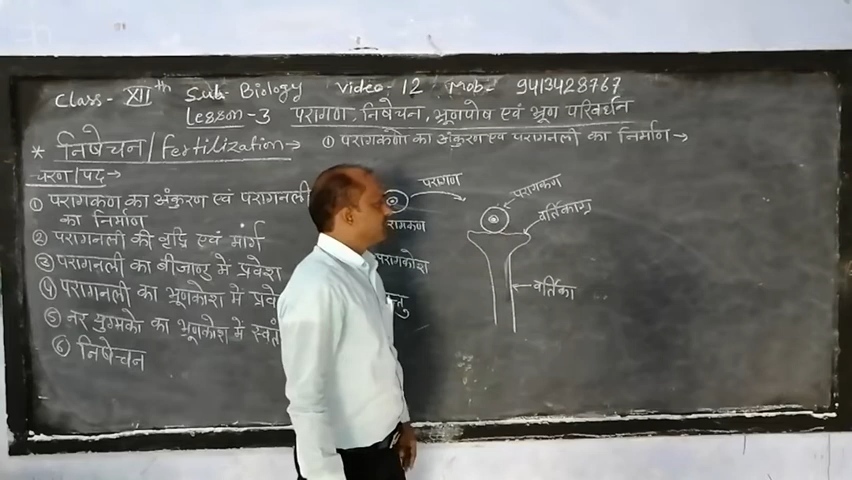 Class- XIIth Sub- Biology Video- 12 Mob- 9413428767
Lesson-3 परागण, निषेचन, भ्रूणपोष एवं भ्रूण परिवर्धन
* निषेचन/fertilization→
① परागकणो का अंकुरण एवं परागनली का निर्माण→
चरण/पद→
① परागकण का अंकुरण एवं परागनली
का निर्माण
② परागनली की वृद्वि एवं मार्ग
③ परागनली का बीजाण्ड में प्रवेश
④ परागनली का भ्रूणकोश में
⑤ नर युग्मको का भ्रूणकोश में
⑥ निषेचन
परागण
परागकोश
परागकण
वर्तिकाग्र
वर्तिका